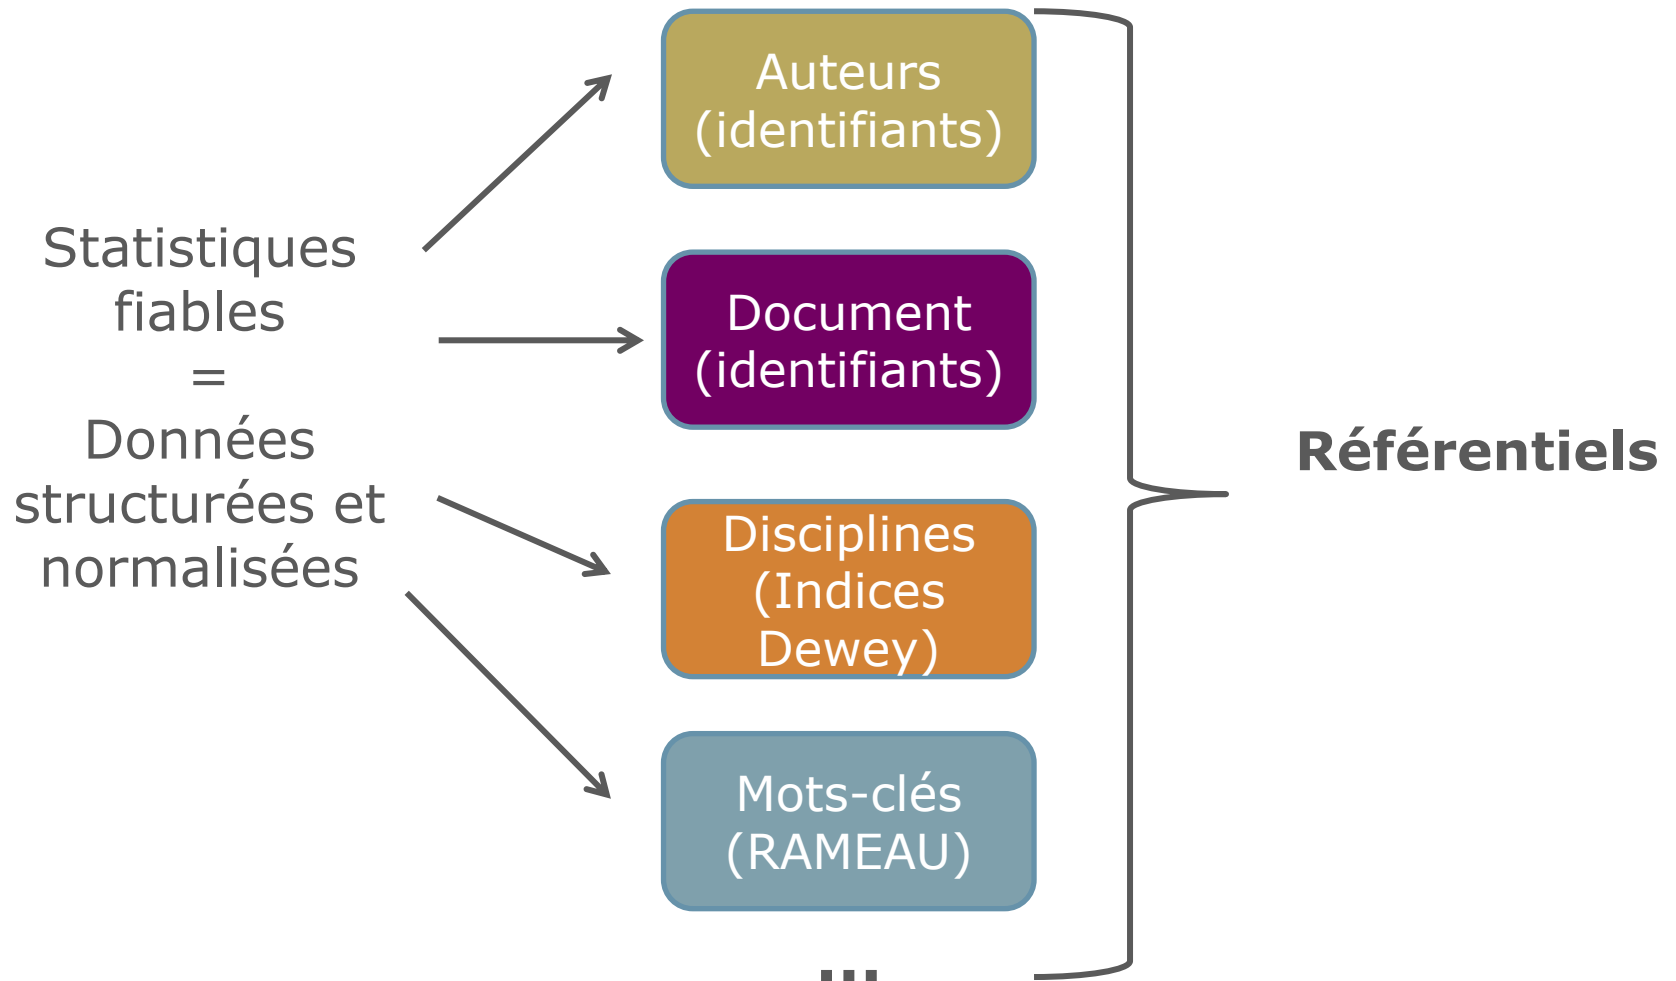 Statistiques
fiables
=
Données
structurées et
normalisées
Auteurs
(identifiants)
Document
(identifiants)
Disciplines
(Indices
Dewey)
Mots-clés
(RAMEAU)
...
Référentiels